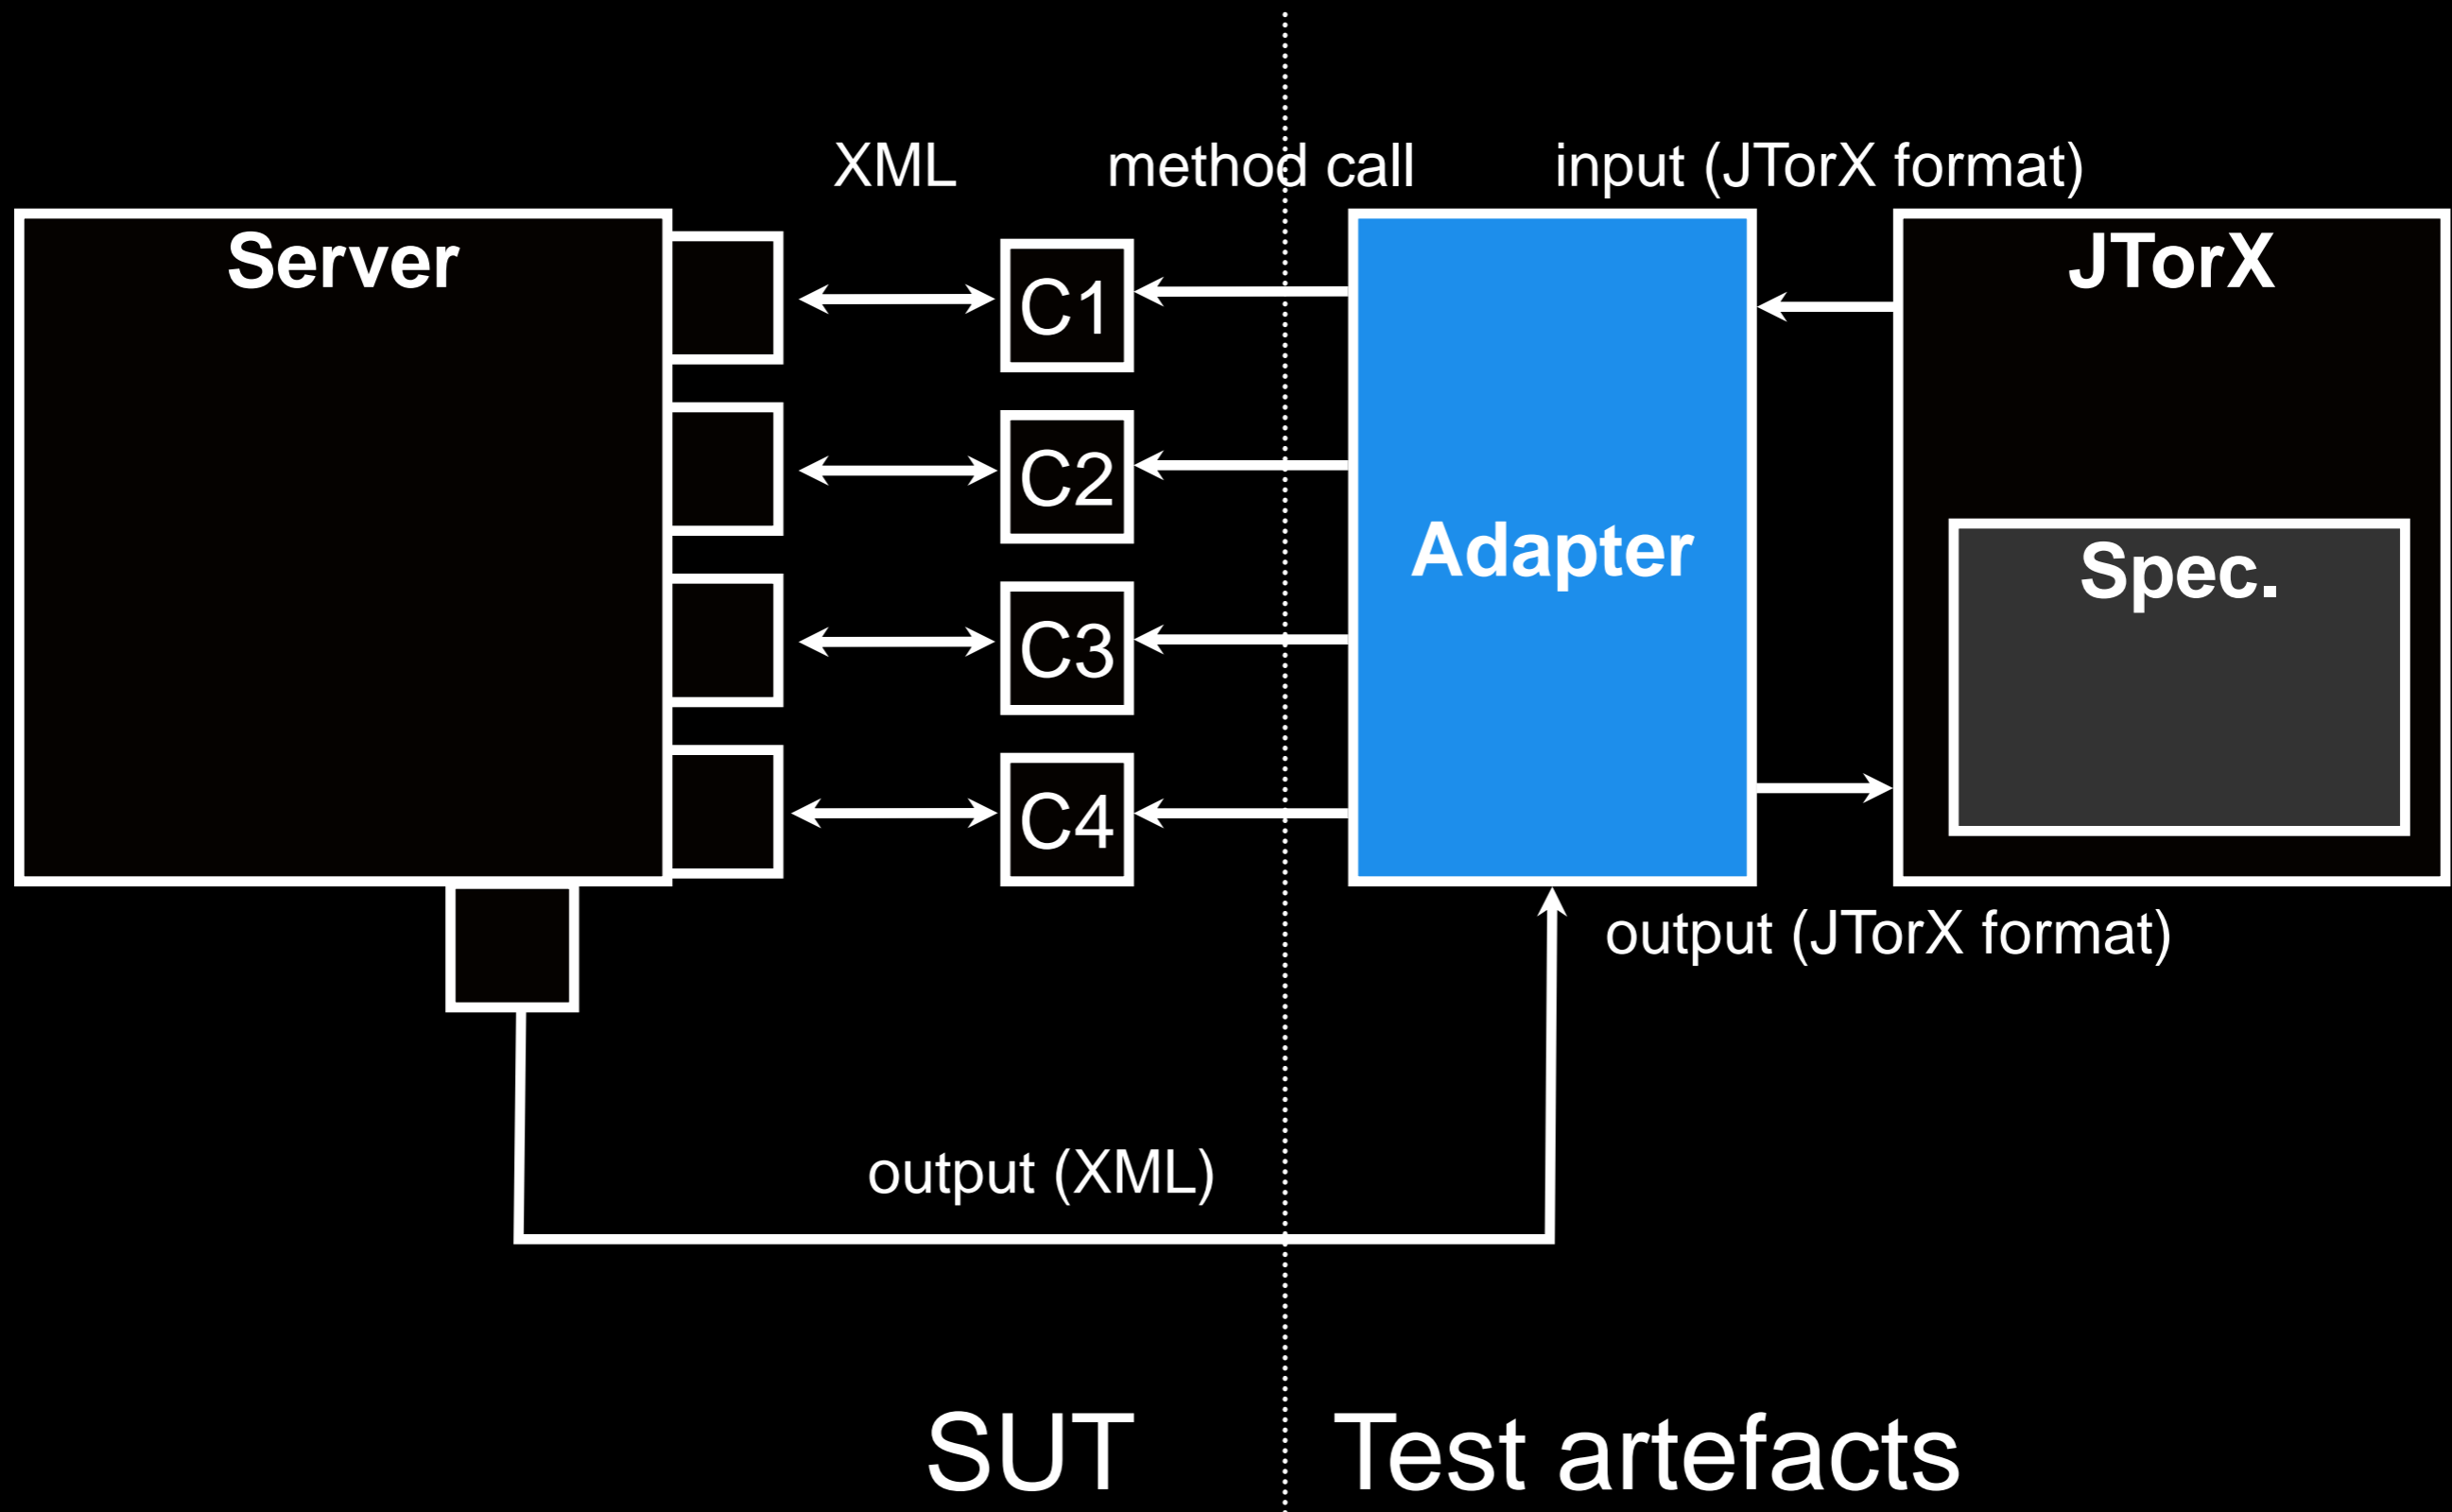 XML
method call
input (JTorX format)
Server
JTorX
C1
C2
C3
C4
Adapter
Spec.
output (JTorX format)
output (XML)
SUT
Test artefacts